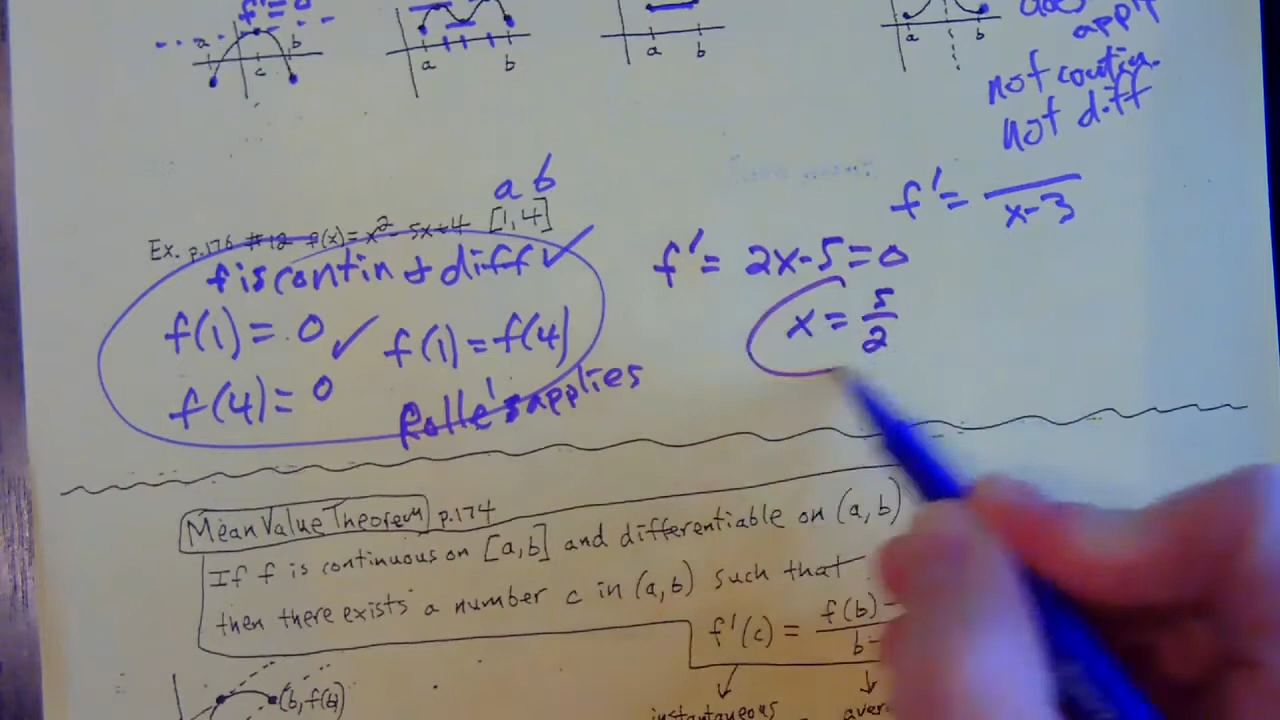 f'=0
a b
c
a b
a b
a b
appl
not contin.
not diff
a b
Ex. p.176 #12 f(x)=x² - 5x+4 [1,4]
f is contin + diff ✓
f(1) = 0 ✓ f(1) = f(4)
f(4) = 0
Rolle's applies
f' = 2x-5 = 0
x = 5/2
f' = —/(x-3)
Mean Value Theorem p.174
If f is continuous on [a,b] and differentiable on (a,b)
then there exists a number c in (a,b) such that
f'(c) = f(b) - / b -
(b, f(b))
instantaneous aver